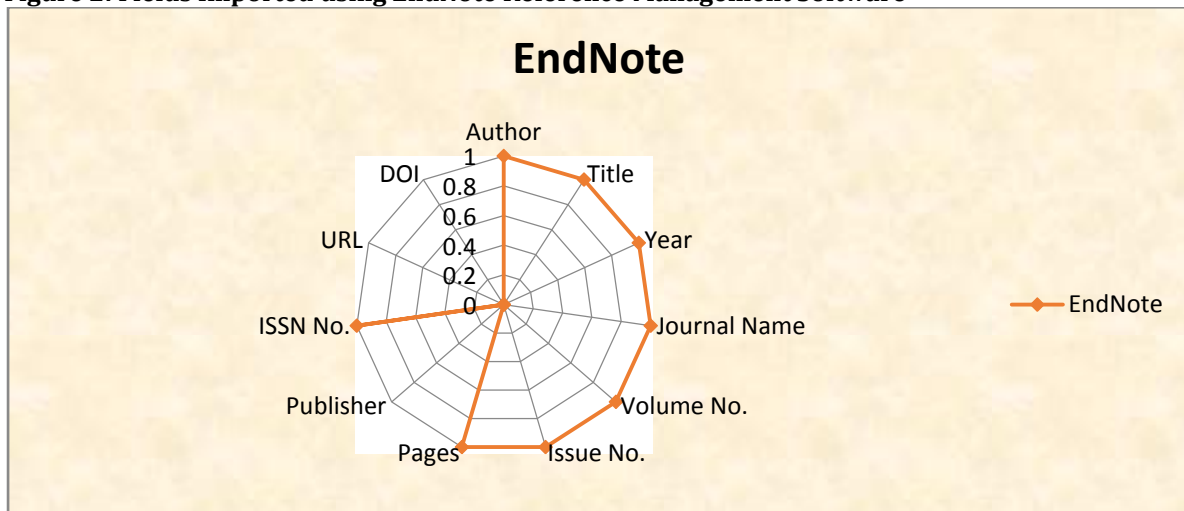 EndNote
Author
1
DOI
Title
0.8
0.6
URL
Year
0.4
0.2
0
EndNote
ISSN No.
Journal Name
Publisher
Volume No.
Pages
Issue No.